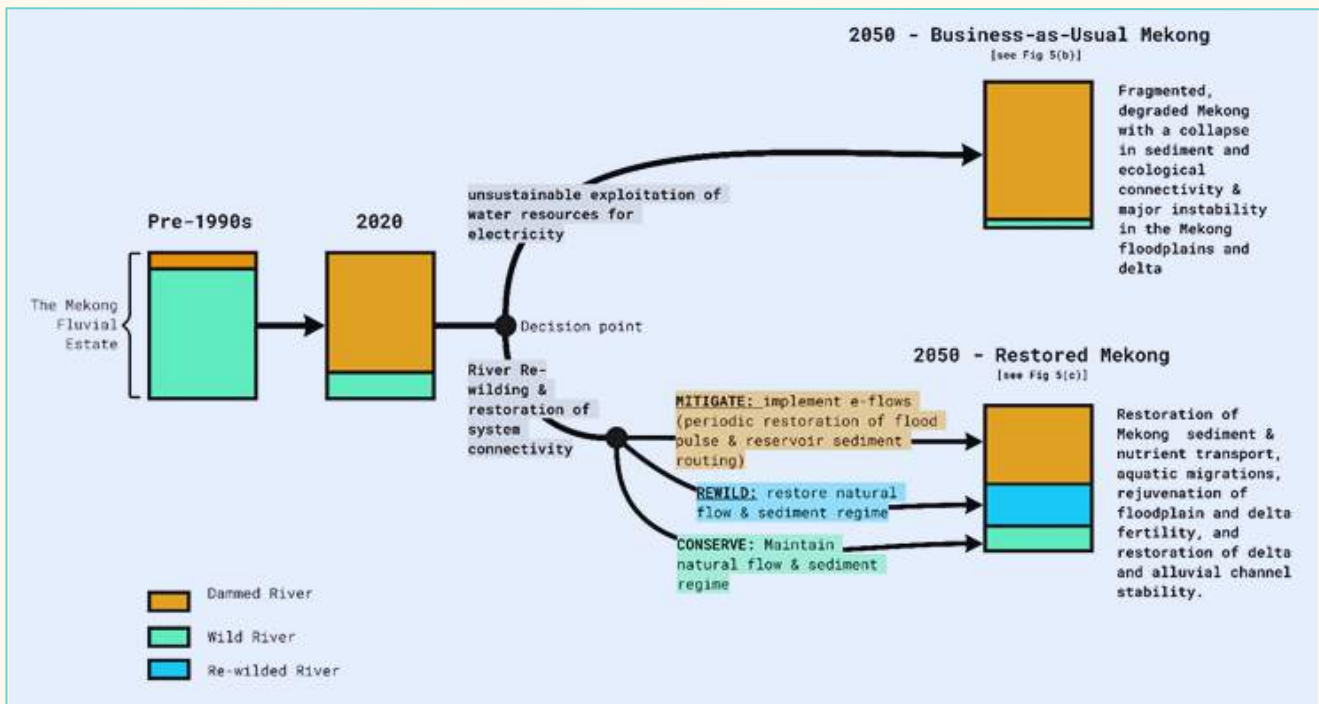 2050 - Business-as-Usual Mekong
[see Fig 5(b)]
Fragmented,
degraded Mekong
with a collapse
in sediment and
ecological
connectivity &
major instability
in the Mekong
floodplains and
delta
unsustainable exploitation of
water resources for
electricity
Pre-1990s
2020
The Mekong
Fluvial
Estate
Decision point
River Re-
wilding &
restoration of
system
connectivity
2050 - Restored Mekong
[see Fig 5(c)]
MITIGATE: implement e-flows
(periodic restoration of flood
pulse & reservoir sediment
routing)
REWILD: restore natural
flow & sediment regime
CONSERVE: Maintain
natural flow & sediment
regime
Restoration of
Mekong sediment &
nutrient transport,
aquatic migrations,
rejuvenation of
floodplain and delta
fertility, and
restoration of delta
and alluvial channel
stability.
Dammed River
Wild River
Re-wilded River